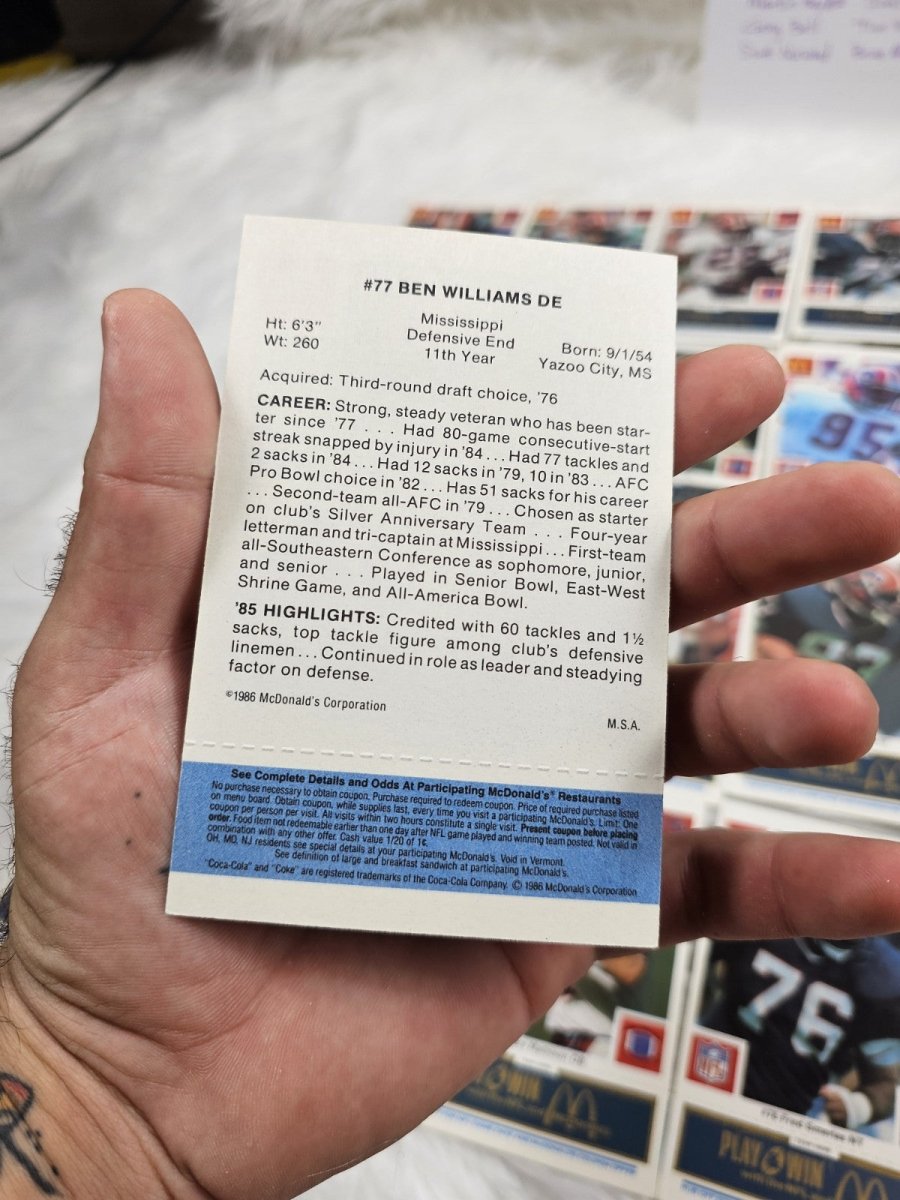 #77 BEN WILLIAMS DE
Mississippi
Ht: 6'3"
Defensive End
Wt: 260
11th Year
Born: 9/1/54
Yazoo City, MS
Acquired: Third-round draft choice, '76
CAREER: Strong, steady veteran who has been star-
ter since '77 . . . Had 80-game consecutive-start
streak snapped by injury in '84 . . . Had 77 tackles and
2 sacks in '84 . . . Had 12 sacks in '79, 10 in '83 . . . AFC
Pro Bowl choice in '82 . . . Has 51 sacks for his career
. . . Second-team all-AFC in '79 . . . Chosen as starter
on club's Silver Anniversary Team . . . Four-year
letterman and tri-captain at Mississippi . . . First-team
all-Southeastern Conference as sophomore, junior,
and senior . . . Played in Senior Bowl, East-West
Shrine Game, and All-America Bowl.
'85 HIGHLIGHTS: Credited with 60 tackles and 1½
sacks, top tackle figure among club's defensive
linemen . . . Continued in role as leader and steadying
factor on defense.
©1986 McDonald's Corporation
M.S.A.
See Complete Details and Odds At Participating McDonald's® Restaurants
No purchase necessary to obtain coupon. Purchase required to redeem coupon. Price of required purchase listed
on menu board. Obtain coupon, while supplies last, every time you visit a participating McDonald's. Limit: One
coupon per person per visit. All visits within two hours constitute a single visit. Present coupon before placing
order. Food item not redeemable earlier than one day after NFL game played and winning team posted. Not valid in
combination with any other offer. Cash value 1/20 of 1¢.
OH, MO, NJ residents see special details at your participating McDonald's. Void in Vermont.
See definition of large and breakfast sandwich at participating McDonald's.
"Coca-Cola" and "Coke" are registered trademarks of the Coca-Cola Company. © 1986 McDonald's Corporation
95
76
NFL
PLAY & WIN
PLAY & WIN